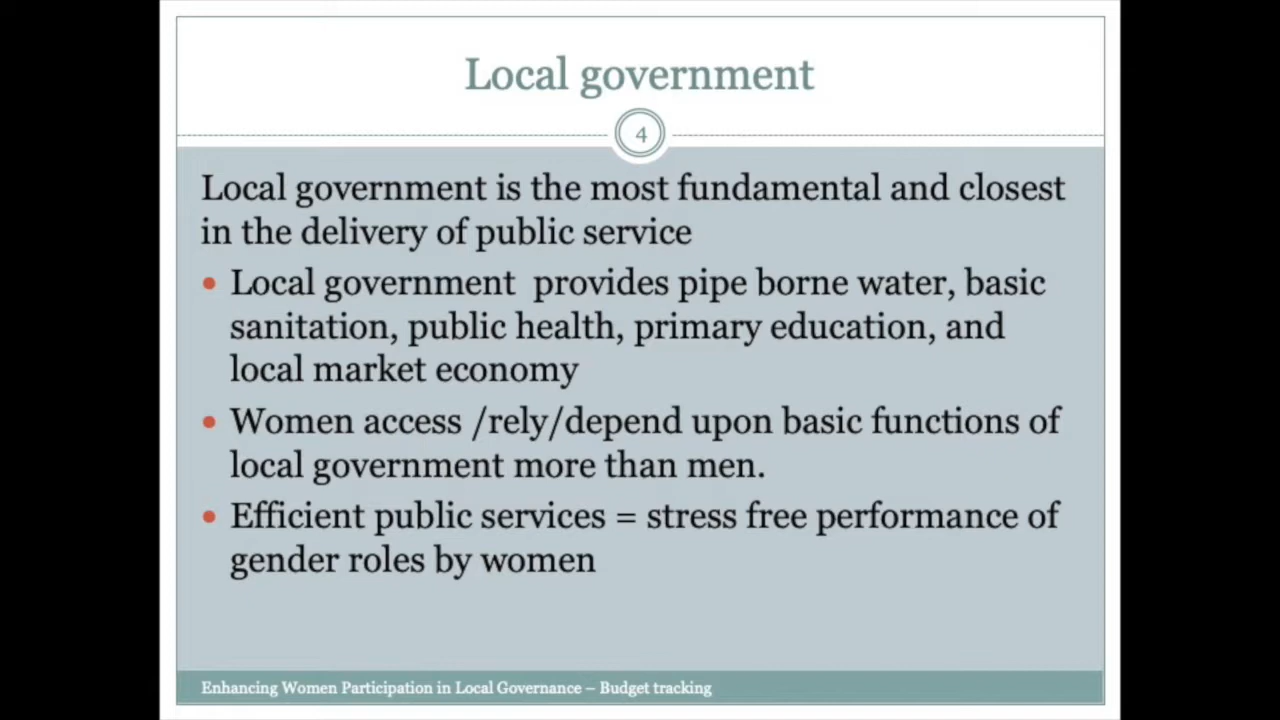 Local government
4
Local government is the most fundamental and closest
in the delivery of public service
• Local government  provides pipe borne water, basic
sanitation, public health, primary education, and
local market economy
• Women access /rely/depend upon basic functions of
local government more than men.
• Efficient public services = stress free performance of
gender roles by women
Enhancing Women Participation in Local Governance – Budget tracking